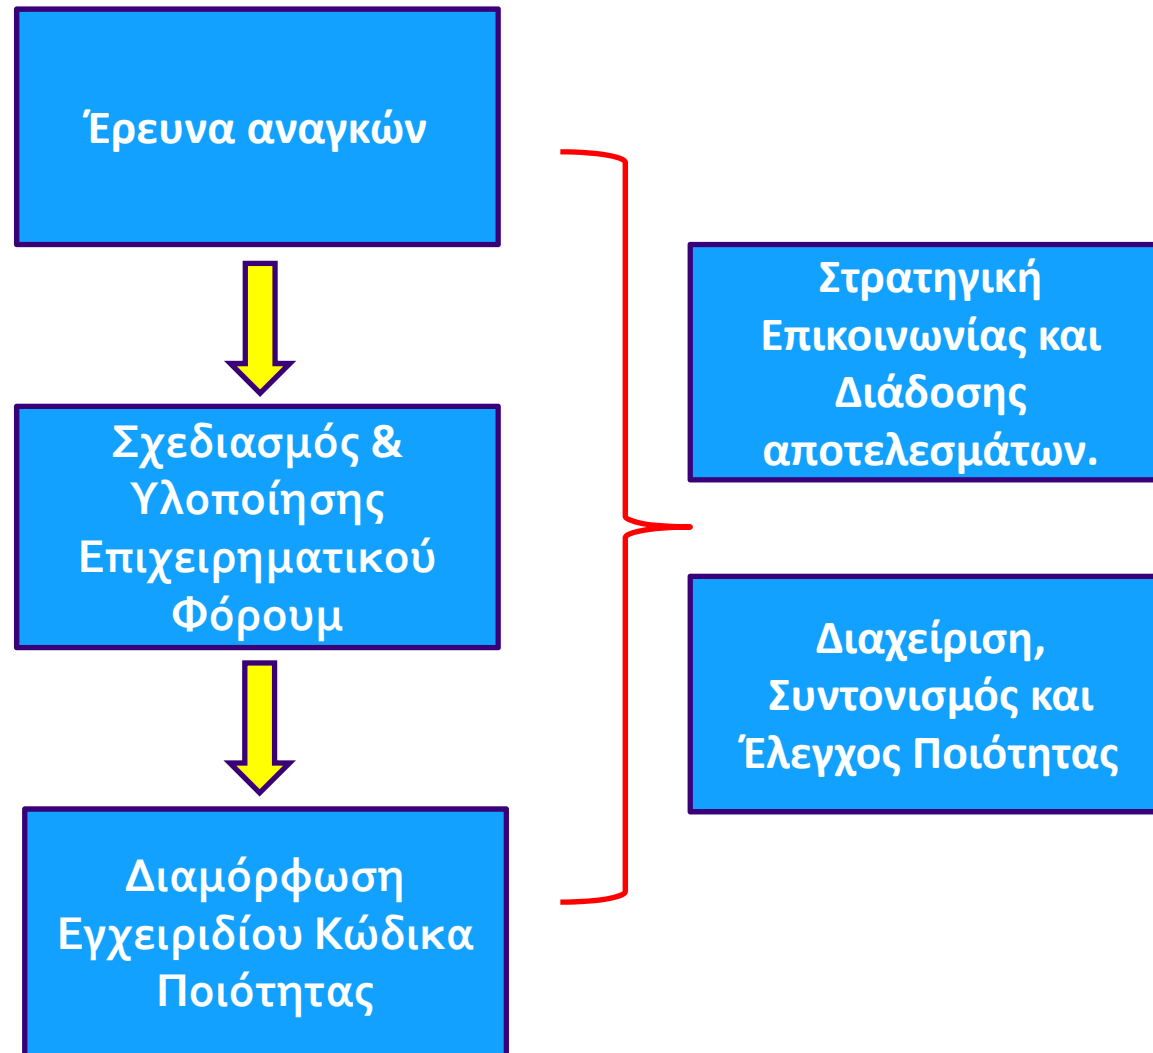 Έρευνα αναγκών
Σχεδιασμός &
Υλοποίησης
Επιχειρηματικού
Φόρουμ
Διαμόρφωση
Εγχειριδίου Κώδικα
Ποιότητας
Στρατηγική
Επικοινωνίας και
Διάδοσης
αποτελεσμάτων.
Διαχείριση,
Συντονισμός και
Έλεγχος Ποιότητας